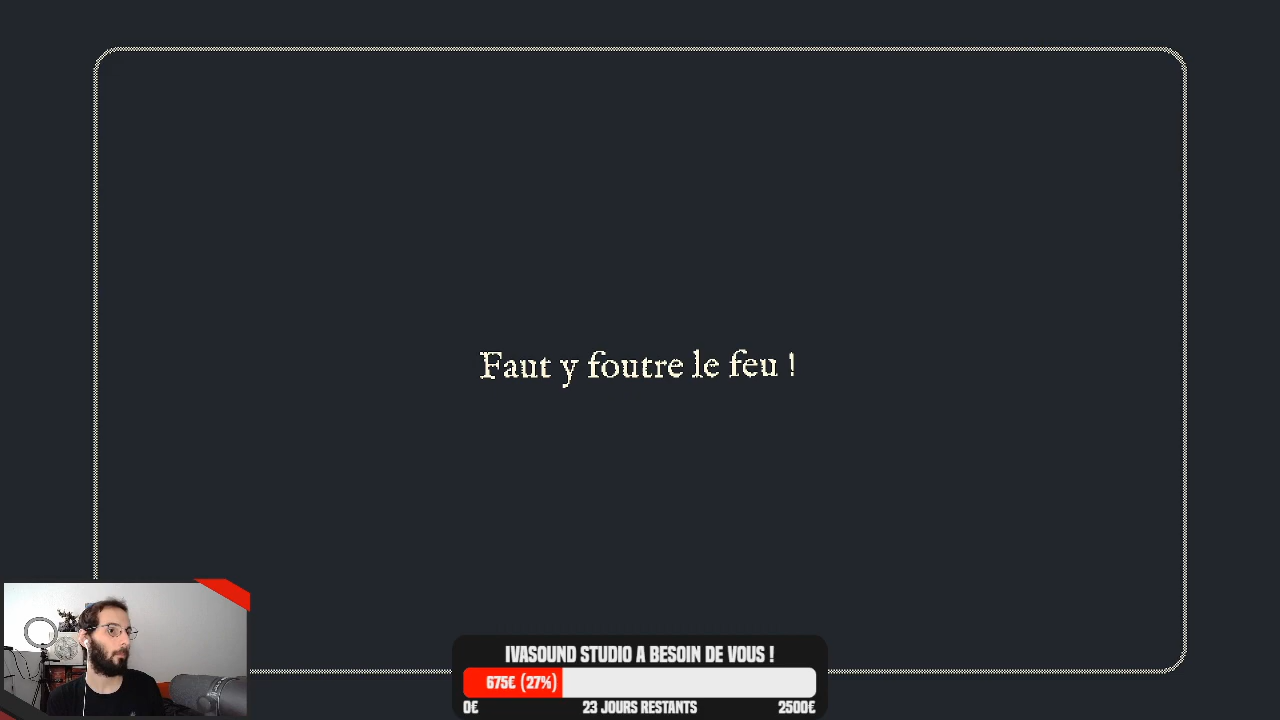 Faut y foutre le feu !
IVASOUND STUDIO A BESOIN DE VOUS !
675€ (27%)
0€ 23 JOURS RESTANTS 2500€